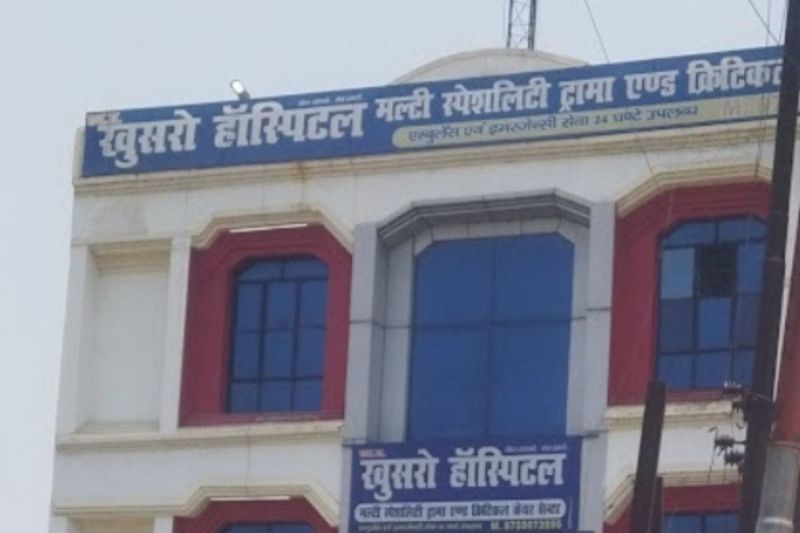 खुसरो हॉस्पिटल मल्टी स्पेशलिटी ट्रामा एण्ड क्रिटिकल
एम्बुलेंस एवं इमरजेन्सी सेवा 24 घण्टे उपलब्ध
खुसरो हॉस्पिटल
मल्टी स्पेशलिटी ट्रामा एण्ड क्रिटिकल केयर सेन्टर
M. 9755073596